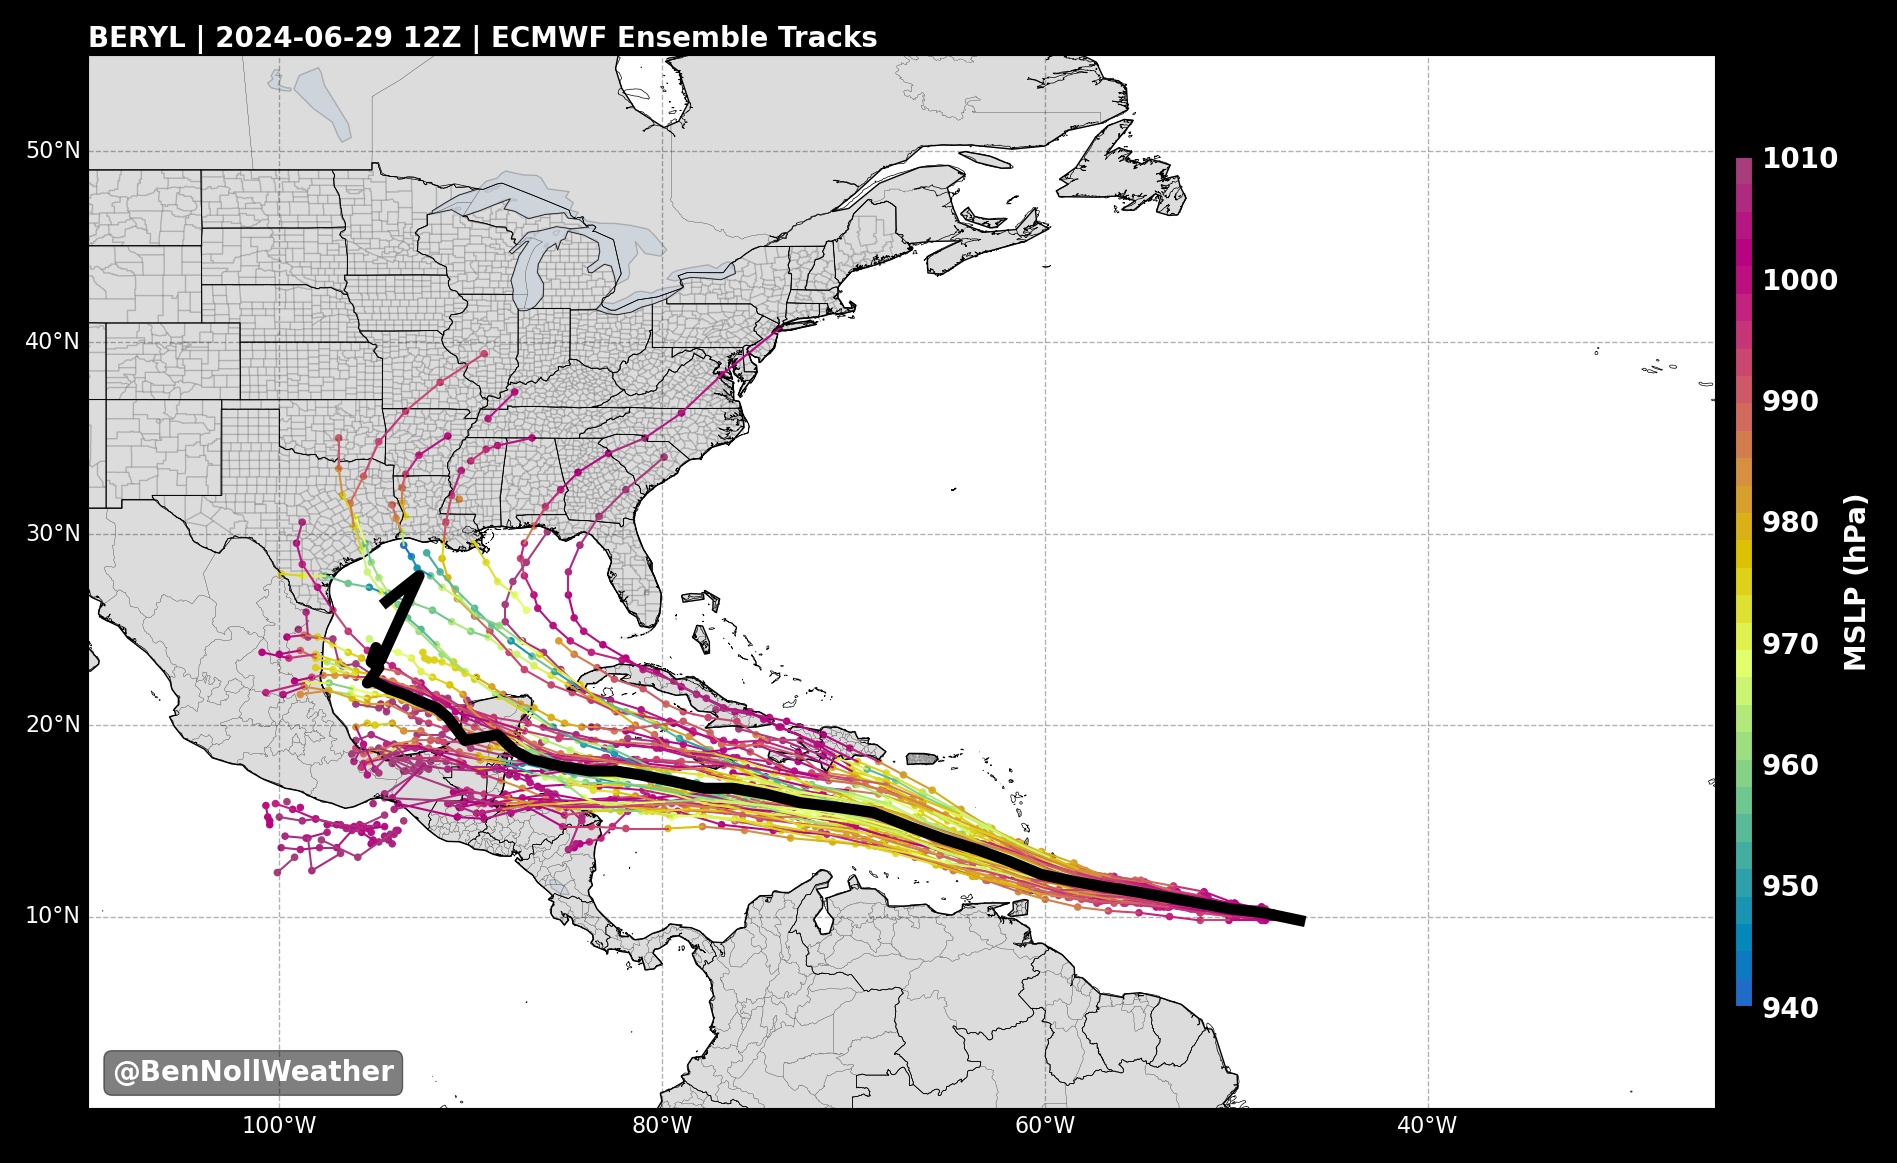 BERYL | 2024-06-29 12Z | ECMWF Ensemble Tracks
50°N
40°N
30°N
20°N
10°N
100°W
80°W
60°W
40°W
1010
1000
990
980
970
960
950
940
MSLP (hPa)
@BenNollWeather